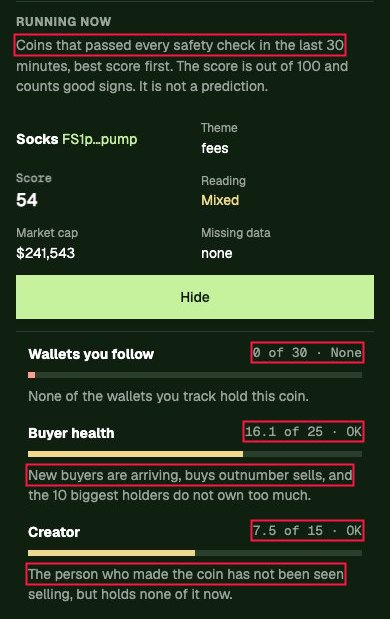 RUNNING NOW
Coins that passed every safety check in the last 30
minutes, best score first. The score is out of 100 and
counts good signs. It is not a prediction.
Socks FS1p…pump
Theme
fees
Score
54
Reading
Mixed
Market cap
$241,543
Missing data
none
Hide
Wallets you follow
0 of 30 · None
None of the wallets you track hold this coin.
Buyer health
16.1 of 25 · OK
New buyers are arriving, buys outnumber sells, and
the 10 biggest holders do not own too much.
Creator
7.5 of 15 · OK
The person who made the coin has not been seen
selling, but holds none of it now.